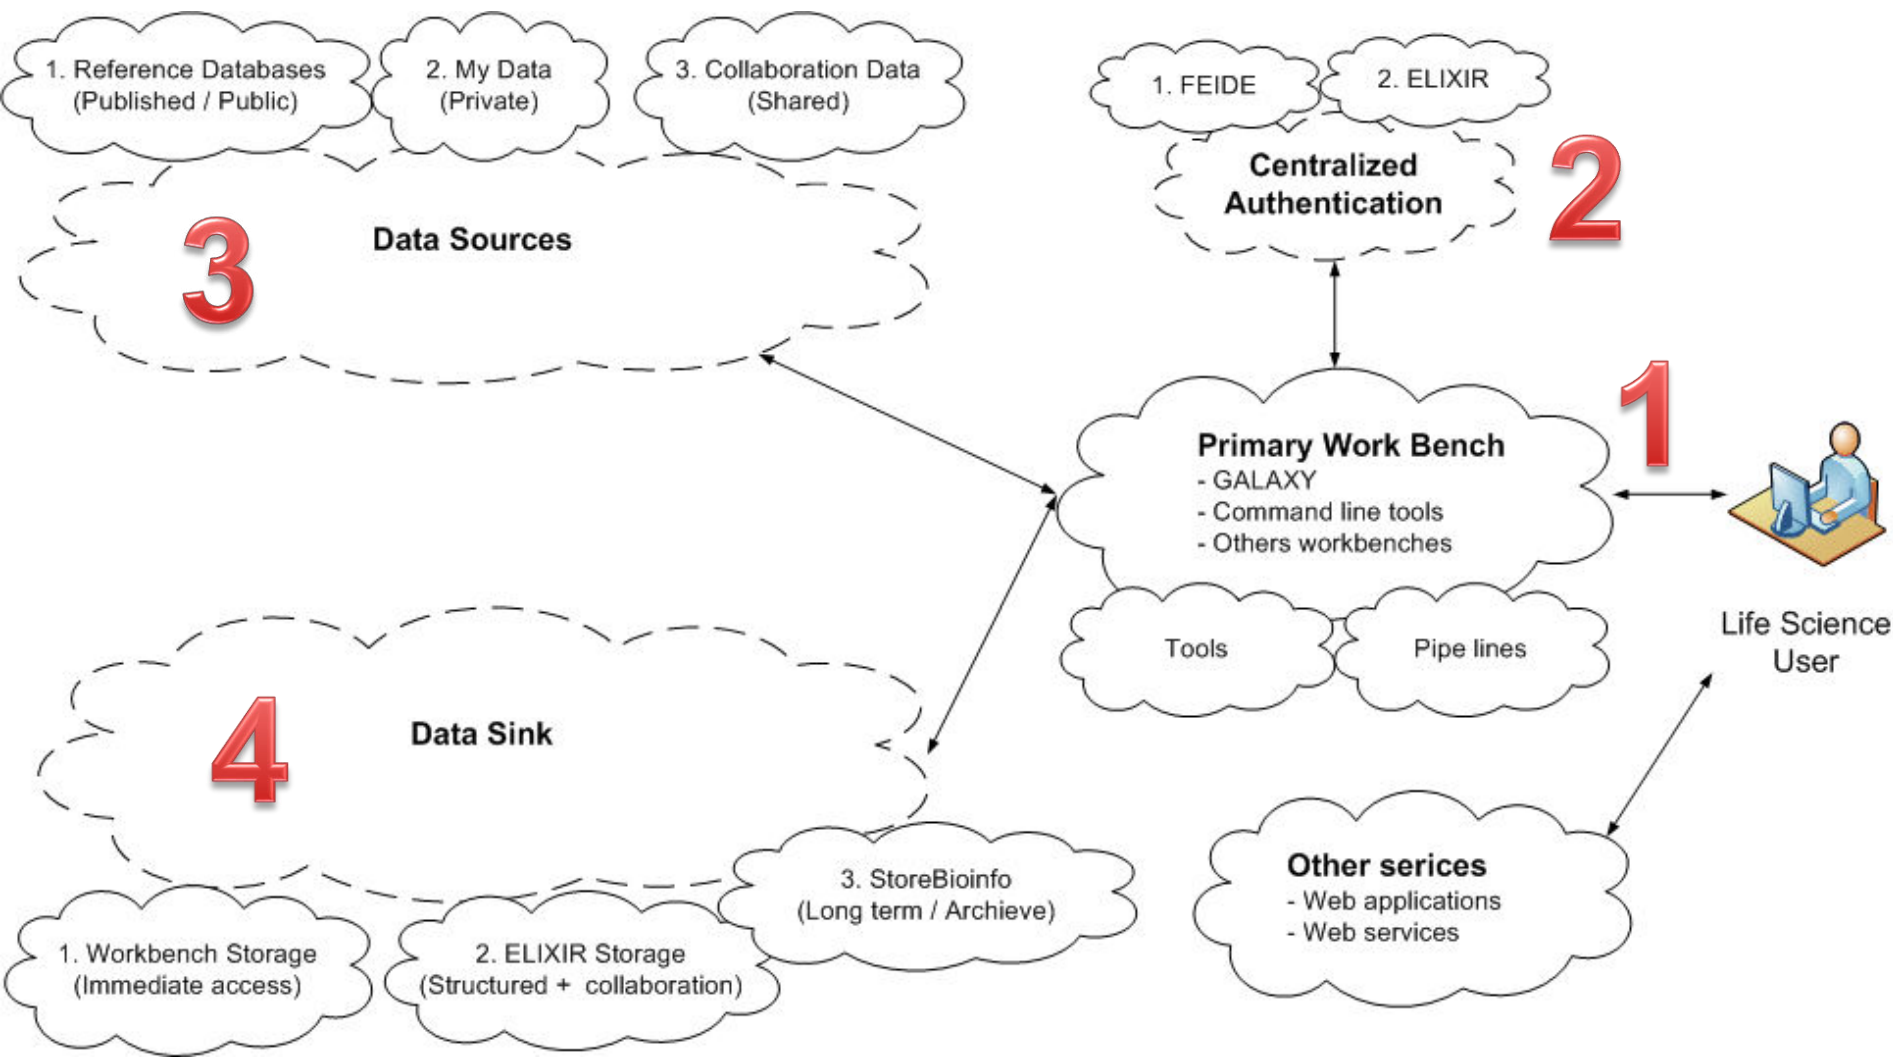 1. Reference Databases
(Published / Public)
2. My Data
(Private)
3. Collaboration Data
(Shared)
1. FEIDE
2. ELIXIR
Centralized
Authentication
2
3
Data Sources
1
Primary Work Bench
- GALAXY
- Command line tools
- Others workbenches
Tools
Pipe lines
Life Science
User
4
Data Sink
1. Workbench Storage
(Immediate access)
2. ELIXIR Storage
(Structured + collaboration)
3. StoreBioinfo
(Long term / Archieve)
Other serices
- Web applications
- Web services